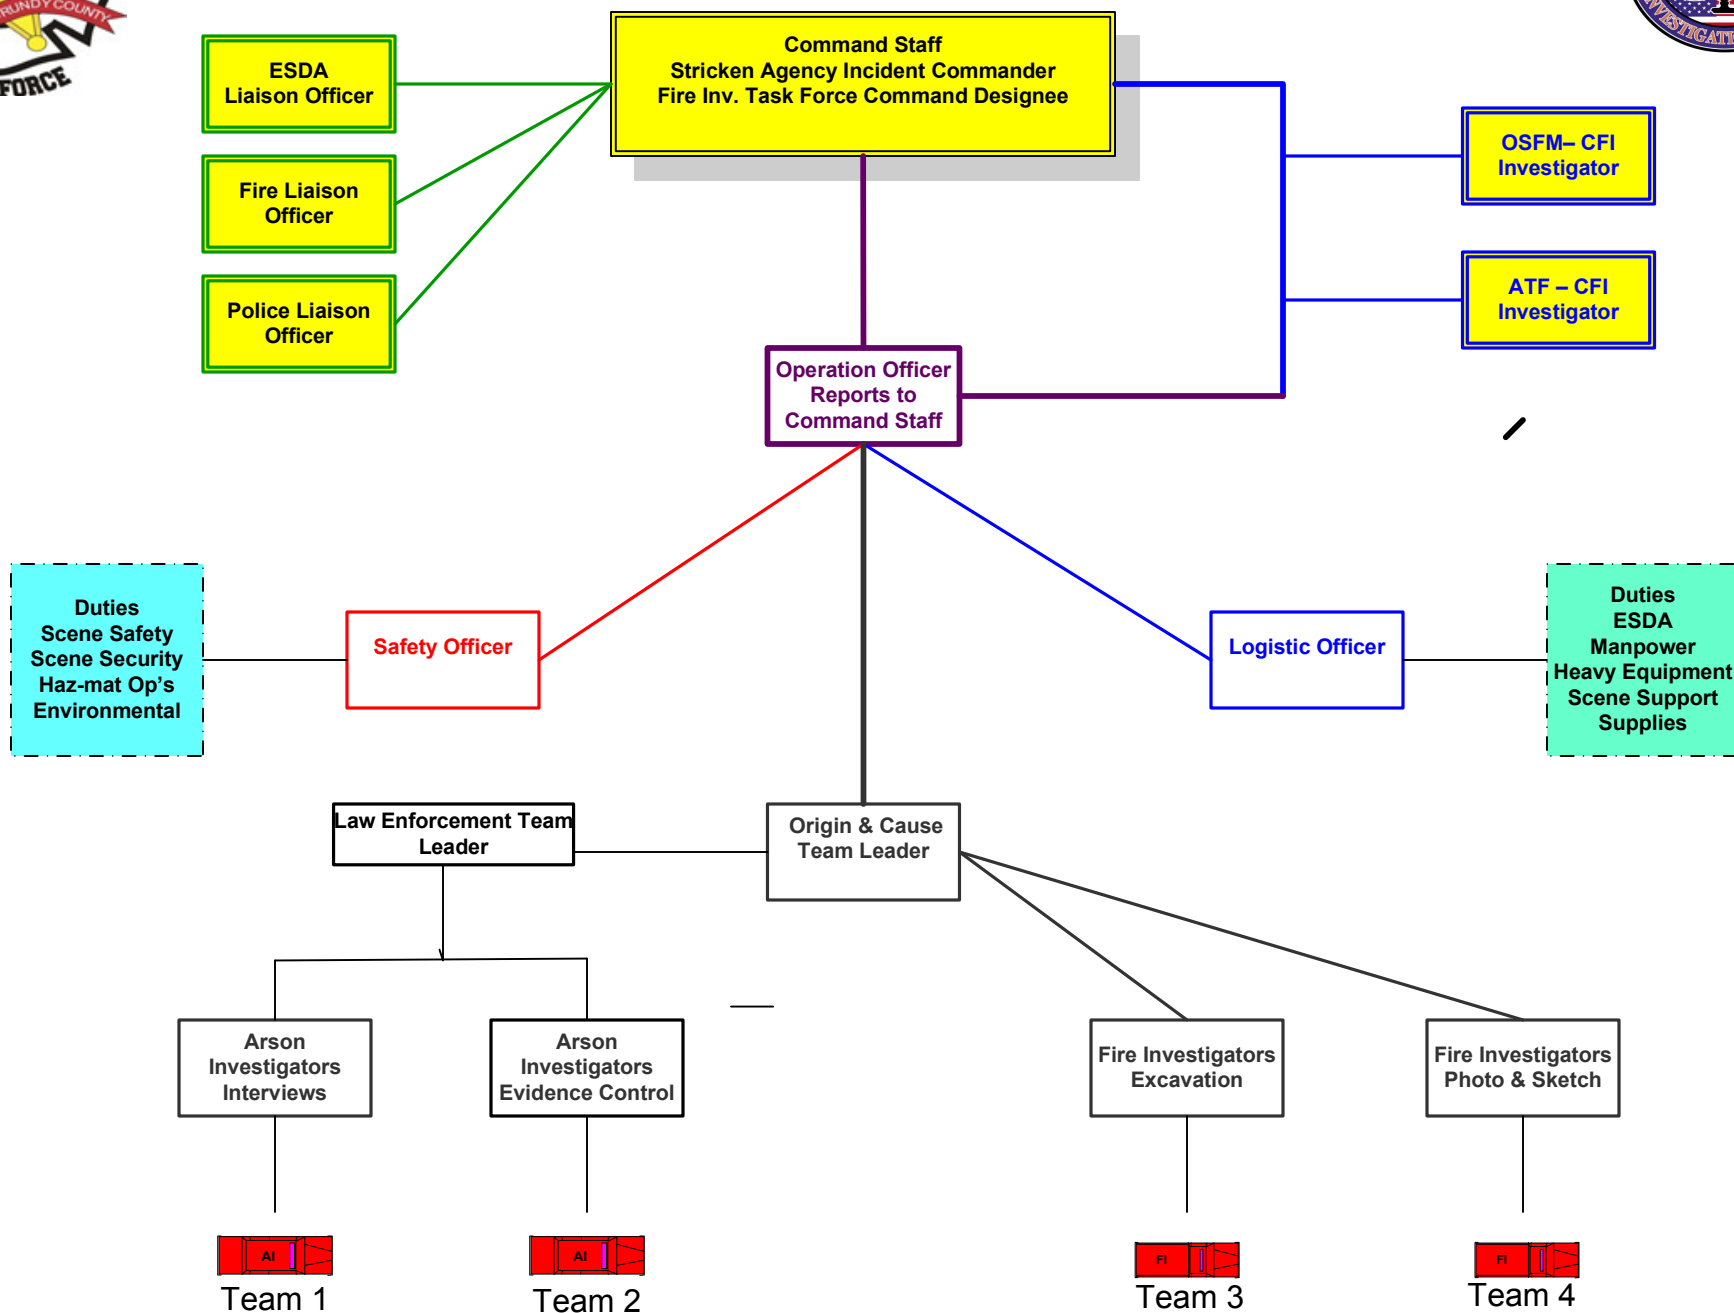 RUNDY COUNTY
FORCE
INVESTIGAT
Command Staff
Stricken Agency Incident Commander
Fire Inv. Task Force Command Designee
ESDA
Liaison Officer
Fire Liaison
Officer
Police Liaison
Officer
OSFM– CFI
Investigator
ATF – CFI
Investigator
Operation Officer
Reports to
Command Staff
Duties
Scene Safety
Scene Security
Haz-mat Op’s
Environmental
Safety Officer
Logistic Officer
Duties
ESDA
Manpower
Heavy Equipment
Scene Support
Supplies
Law Enforcement Team
Leader
Origin & Cause
Team Leader
Arson
Investigators
Interviews
Arson
Investigators
Evidence Control
Fire Investigators
Excavation
Fire Investigators
Photo & Sketch
AI
AI
FI
FI
Team 1
Team 2
Team 3
Team 4